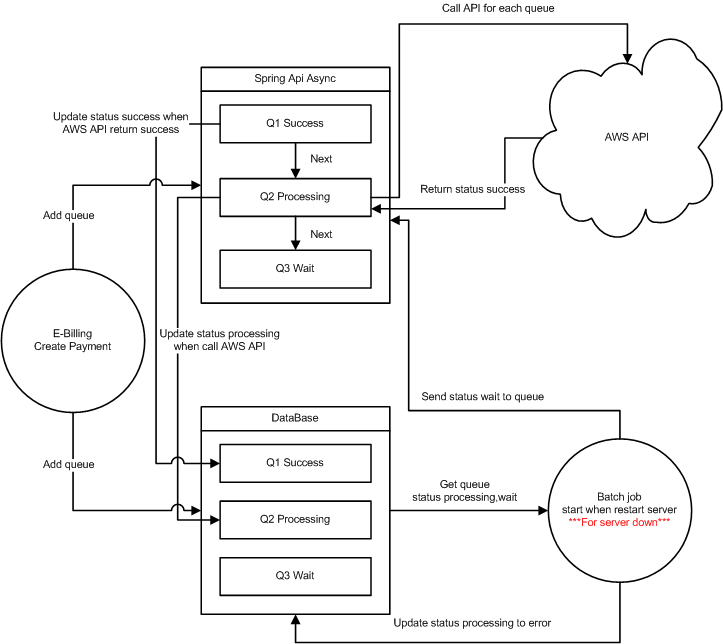 Call API for each queue
Spring Api Async
Update status success when
AWS API return success
Q1 Success
AWS API
Next
Return status success
Q2 Processing
Add queue
Next
Q3 Wait
E-Billing
Create Payment
Update status processing
when call AWS API
Send status wait to queue
DataBase
Add queue
Q1 Success
Get queue
status processing,wait
Batch job
start when restart server
***For server down***
Q2 Processing
Q3 Wait
Update status processing to error